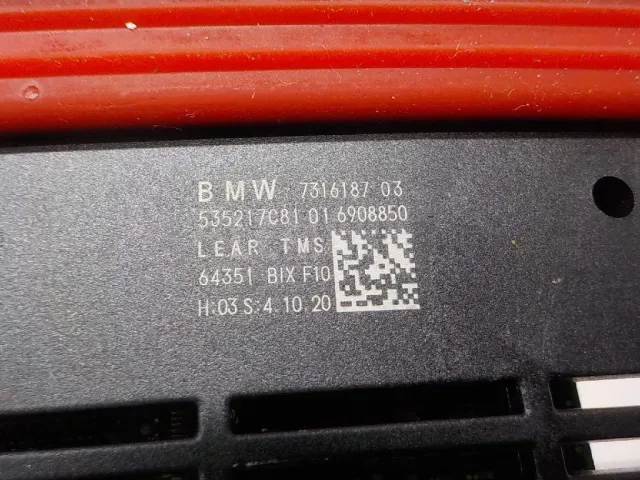 BMW 7316187 03
535217C81 01 6908850
LEAR TMS
64351 BIX F10
H:03 S:4.10.20